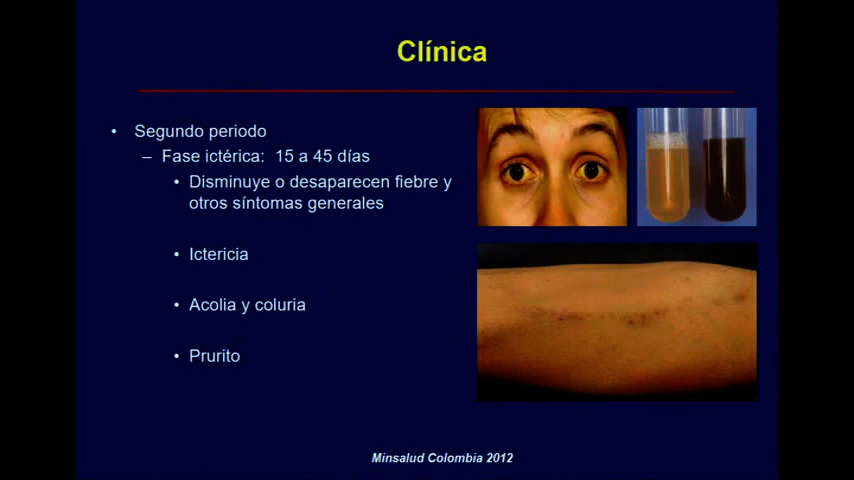 Clínica
• Segundo periodo
– Fase ictérica: 15 a 45 días
• Disminuye o desaparecen fiebre y
otros síntomas generales
• Ictericia
• Acolia y coluria
• Prurito
Minsalud Colombia 2012